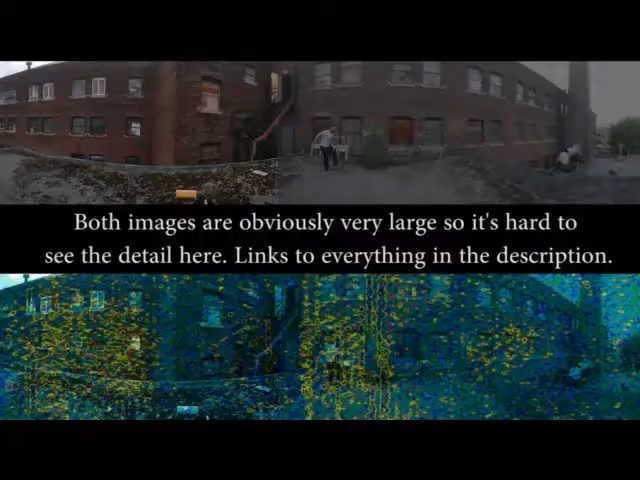 Both images are obviously very large so it's hard to
see the detail here. Links to everything in the description.